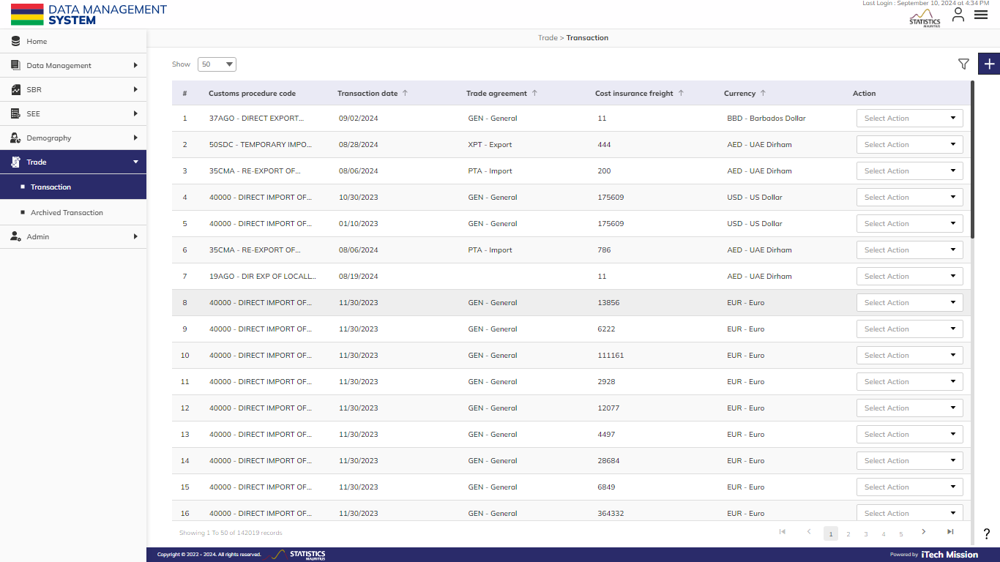 Last Login : September 10, 2024 at 4:34 PM
DATA MANAGEMENT
SYSTEM
STATISTICS
MAURITIUS
Home
Data Management
SBR
SEE
Demography
Trade
Transaction
Archived Transaction
Admin
Trade > Transaction
Show 50
# Customs procedure code Transaction date Trade agreement Cost insurance freight Currency Action
1 37AGO - DIRECT EXPORT... 09/02/2024 GEN - General 11 BBD - Barbados Dollar Select Action
2 50SDC - TEMPORARY IMPO... 08/28/2024 XPT - Export 444 AED - UAE Dirham Select Action
3 35CMA - RE-EXPORT OF... 08/06/2024 PTA - Import 200 AED - UAE Dirham Select Action
4 40000 - DIRECT IMPORT OF... 10/30/2023 GEN - General 175609 USD - US Dollar Select Action
5 40000 - DIRECT IMPORT OF... 01/10/2023 GEN - General 175609 USD - US Dollar Select Action
6 35CMA - RE-EXPORT OF... 08/06/2024 PTA - Import 786 AED - UAE Dirham Select Action
7 19AGO - DIR EXP OF LOCALL... 08/19/2024 11 AED - UAE Dirham Select Action
8 40000 - DIRECT IMPORT OF... 11/30/2023 GEN - General 13856 EUR - Euro Select Action
9 40000 - DIRECT IMPORT OF... 11/30/2023 GEN - General 6222 EUR - Euro Select Action
10 40000 - DIRECT IMPORT OF... 11/30/2023 GEN - General 111161 EUR - Euro Select Action
11 40000 - DIRECT IMPORT OF... 11/30/2023 GEN - General 2928 EUR - Euro Select Action
12 40000 - DIRECT IMPORT OF... 11/30/2023 GEN - General 12077 EUR - Euro Select Action
13 40000 - DIRECT IMPORT OF... 11/30/2023 GEN - General 4497 EUR - Euro Select Action
14 40000 - DIRECT IMPORT OF... 11/30/2023 GEN - General 28684 EUR - Euro Select Action
15 40000 - DIRECT IMPORT OF... 11/30/2023 GEN - General 6849 EUR - Euro Select Action
16 40000 - DIRECT IMPORT OF... 11/30/2023 GEN - General 364332 EUR - Euro Select Action
Showing 1 To 50 of 142019 records
1 2 3 4 5
?
Copyright © 2022 - 2024. All rights reserved.
STATISTICS
MAURITIUS
Powered by iTech Mission